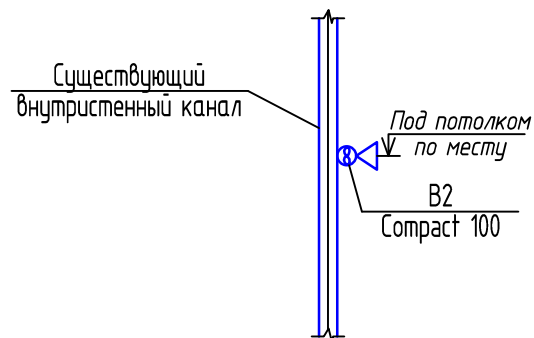 Существующий
внутристенный канал
Под потолком
по месту
В2
Compact 100